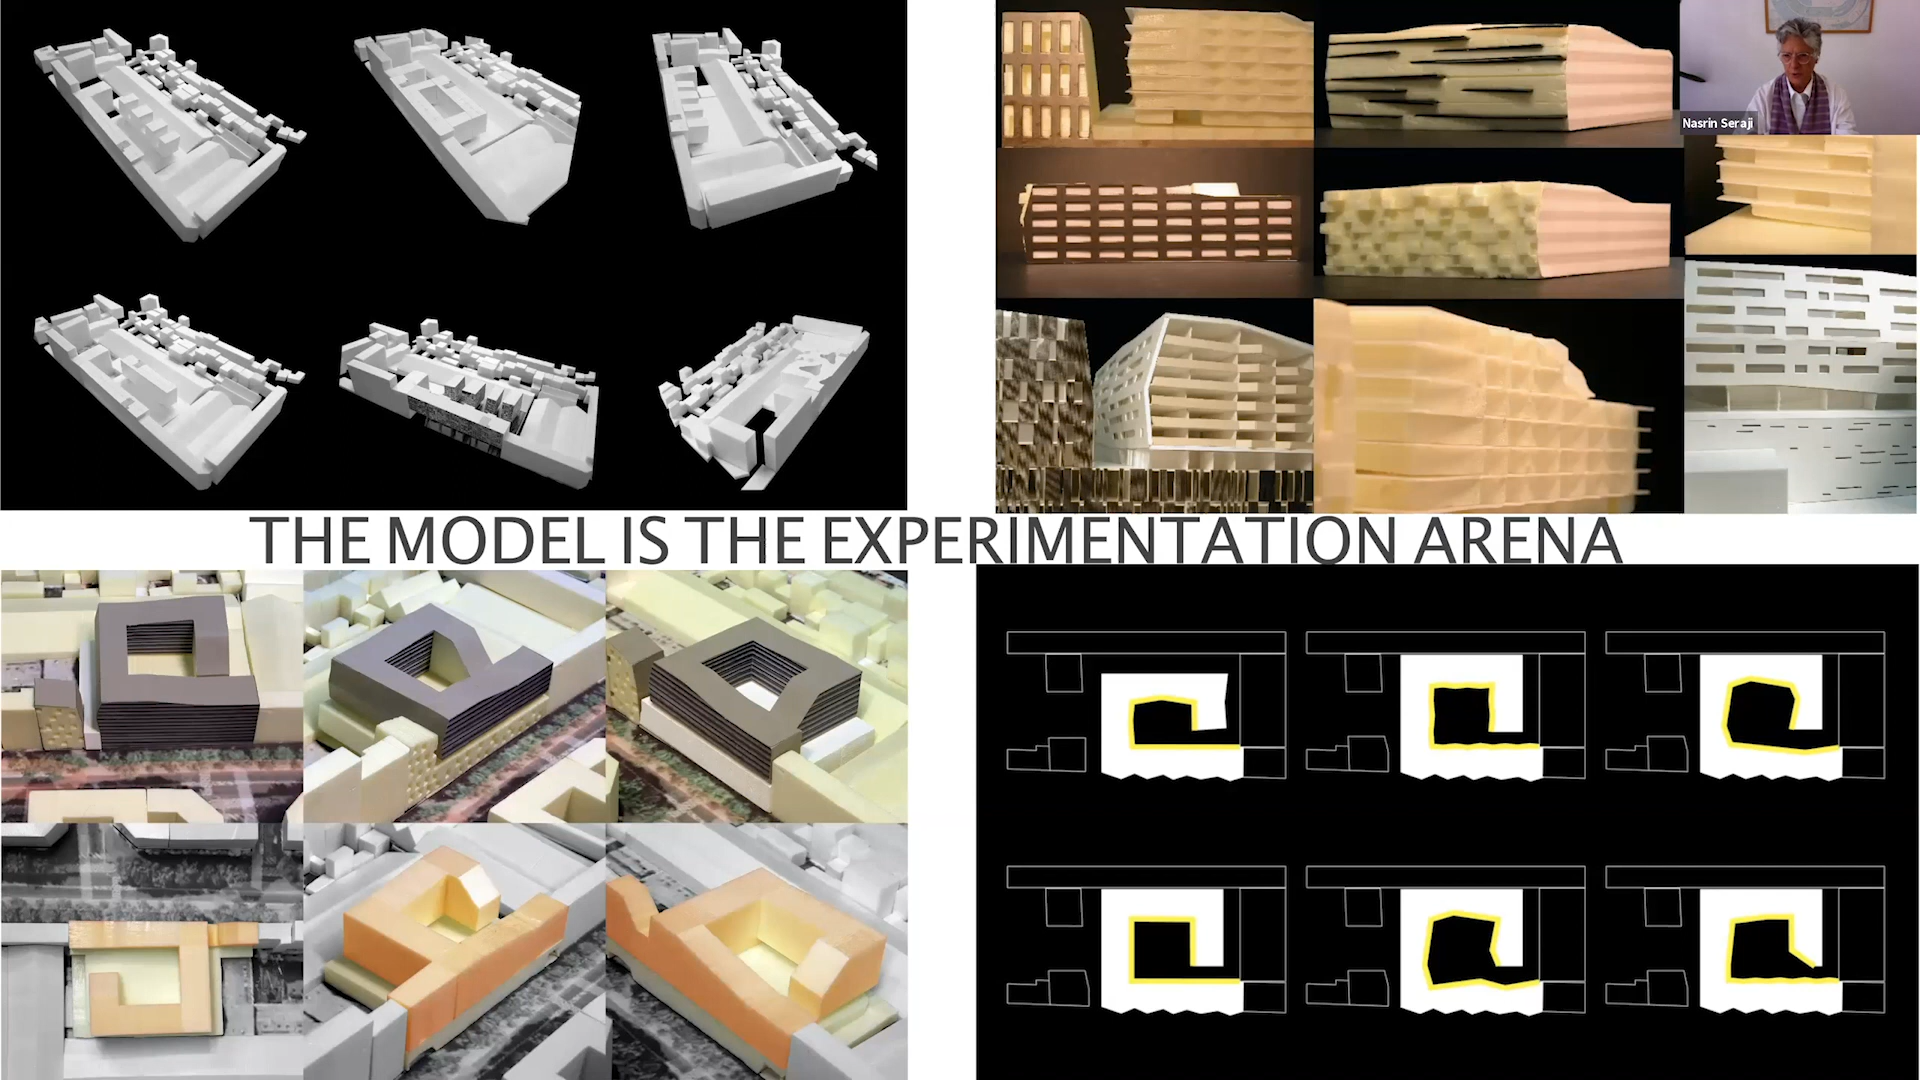 Nasrin Seraji
THE MODEL IS THE EXPERIMENTATION ARENA